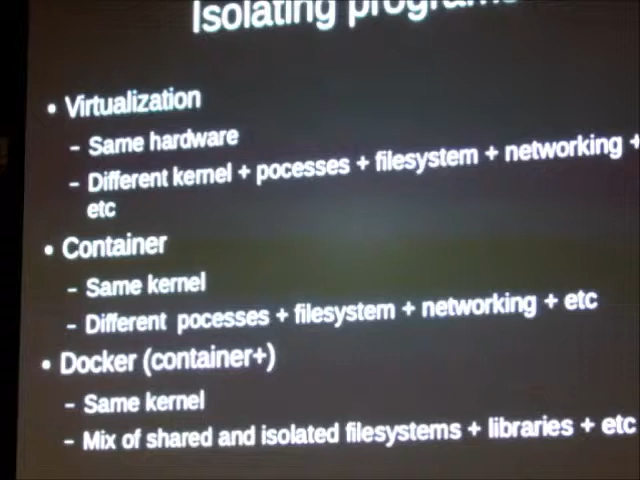 Isolating programs
• Virtualization
– Same hardware
– Different kernel + pocesses + filesystem + networking +
etc
• Container
– Same kernel
– Different pocesses + filesystem + networking + etc
• Docker (container+)
– Same kernel
– Mix of shared and isolated filesystems + libraries + etc